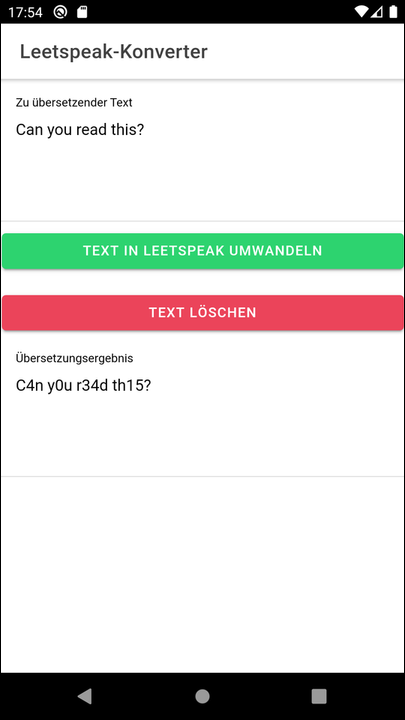 17:54
Leetspeak-Konverter
Zu übersetzender Text
Can you read this?
TEXT IN LEETSPEAK UMWANDELN
TEXT LÖSCHEN
Übersetzungsergebnis
C4n y0u r34d th15?